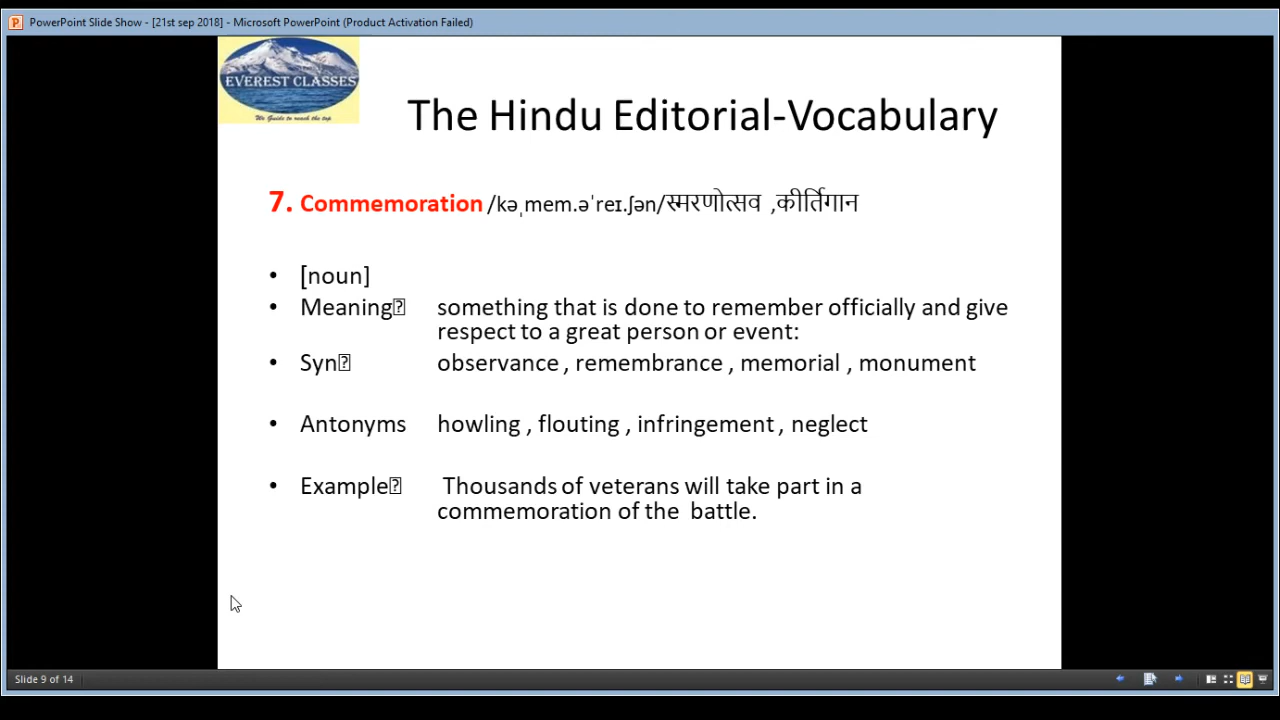 PowerPoint Slide Show - [21st sep 2018] - Microsoft PowerPoint (Product Activation Failed)
EVEREST CLASSES
We Guide to reach the top
The Hindu Editorial-Vocabulary
7. Commemoration /kəˌmem.əˈreɪ.ʃən/स्मरणोत्सव ,कीर्तिगान
• [noun]
• Meaning something that is done to remember officially and give
respect to a great person or event:
• Syn observance , remembrance , memorial , monument
• Antonyms howling , flouting , infringement , neglect
• Example Thousands of veterans will take part in a
commemoration of the battle.
Slide 9 of 14